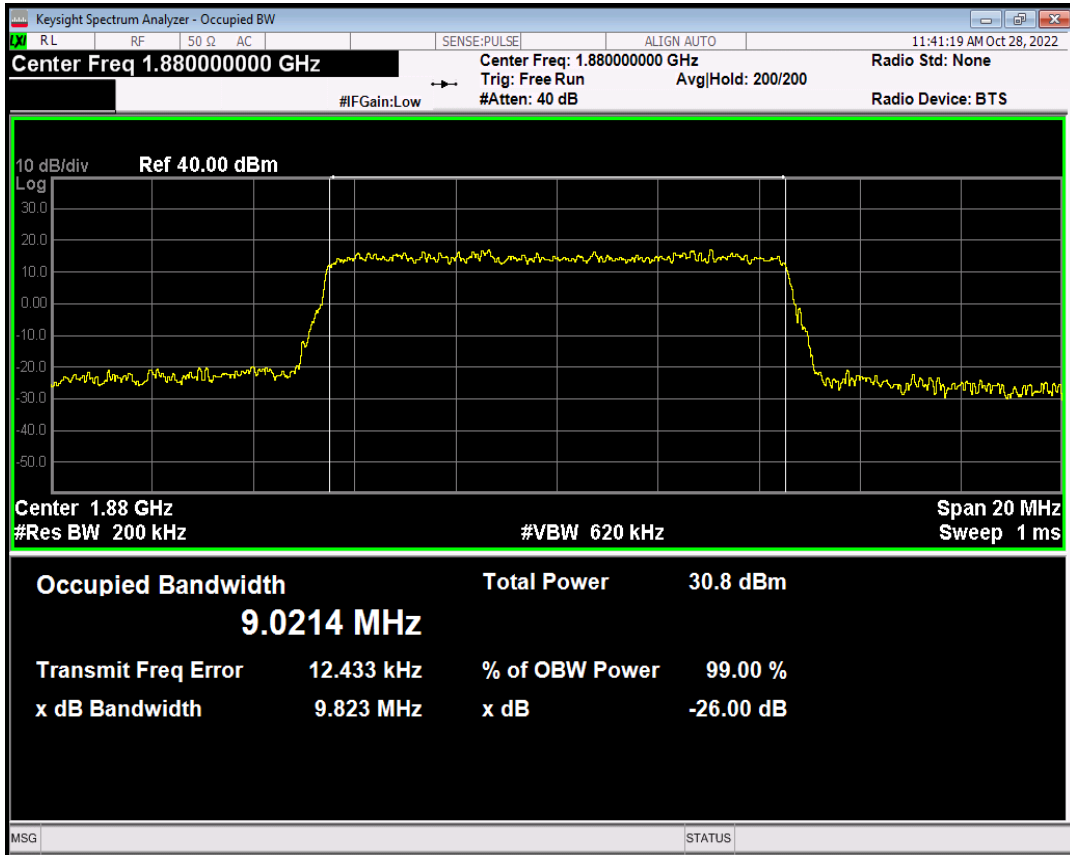 Keysight Spectrum Analyzer - Occupied BW
LXI RL RF 50 Ω AC SENSE:PULSE ALIGN AUTO 11:41:19 AM Oct 28, 2022
Center Freq 1.880000000 GHz Center Freq: 1.880000000 GHz Radio Std: None
Trig: Free Run Avg|Hold: 200/200
#IFGain:Low #Atten: 40 dB Radio Device: BTS
10 dB/div Ref 40.00 dBm
Log
30.0
20.0
10.0
0.00
-10.0
-20.0
-30.0
-40.0
-50.0
Center 1.88 GHz Span 20 MHz
#Res BW 200 kHz #VBW 620 kHz Sweep 1 ms
Occupied Bandwidth Total Power 30.8 dBm
9.0214 MHz
Transmit Freq Error 12.433 kHz % of OBW Power 99.00 %
x dB Bandwidth 9.823 MHz x dB -26.00 dB
MSG STATUS